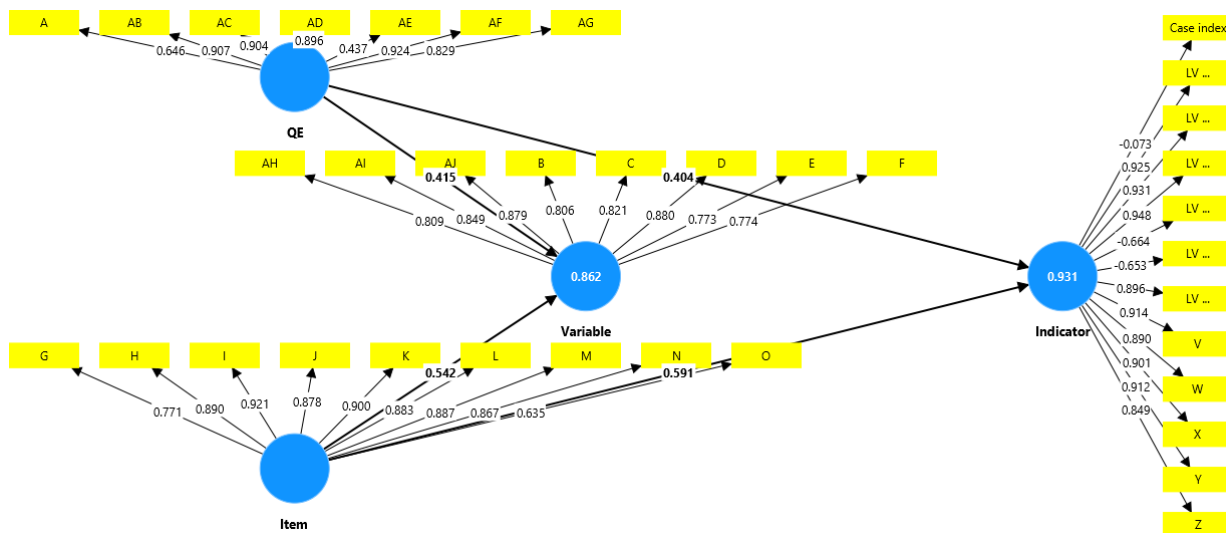 A AB AC AD AE AF AG
0.646 0.907 0.904 0.896 0.437 0.924 0.829
QE
AH AI AJ B C D E F
0.415 0.404
0.809 0.849 0.879 0.806 0.821 0.880 0.773 0.774
0.862
Variable
G H I J K L M N O
0.542 0.591
0.771 0.890 0.921 0.878 0.900 0.883 0.887 0.867 0.635
Item
0.931
Indicator
-0.073
0.925
0.931
0.948
-0.664
-0.653
0.896
0.914
0.890
0.901
0.912
0.849
Case index
LV ...
LV ...
LV ...
LV ...
LV ...
LV ...
V
W
X
Y
Z